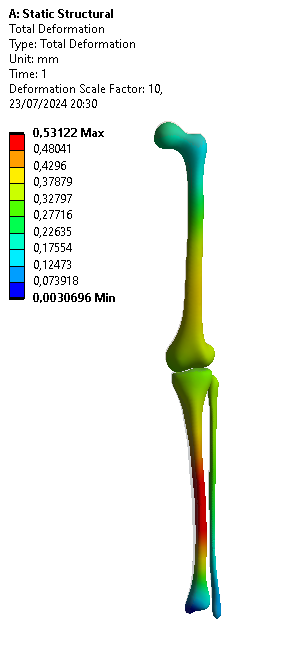 A: Static Structural
Total Deformation
Type: Total Deformation
Unit: mm
Time: 1
Deformation Scale Factor: 10,
23/07/2024 20:30
0,53122 Max
0,48041
0,4296
0,37879
0,32797
0,27716
0,22635
0,17554
0,12473
0,073918
0,0030696 Min